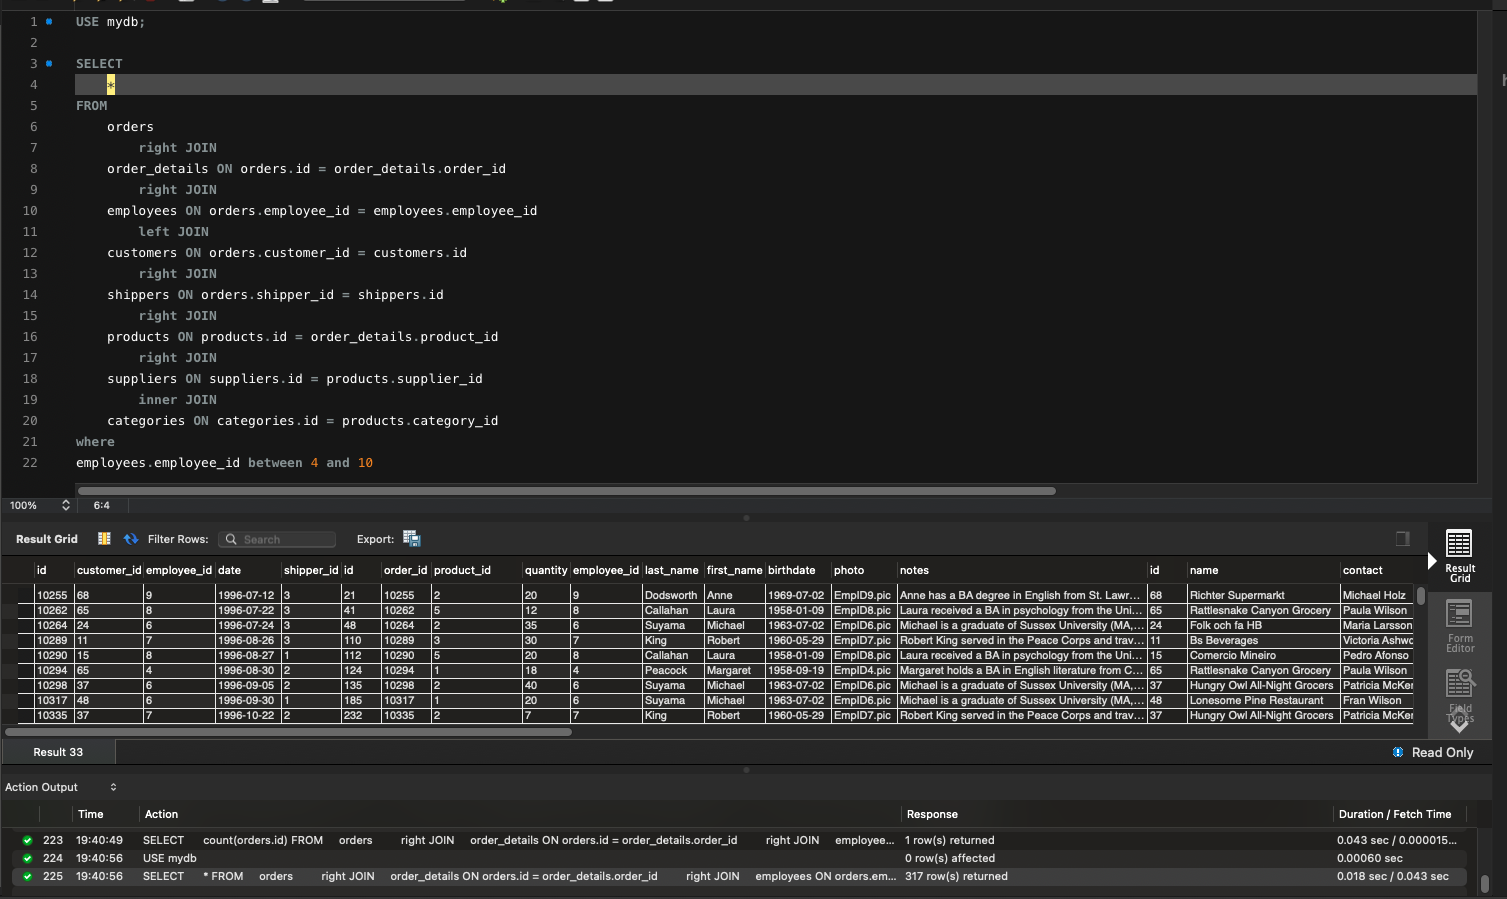 1 USE mydb;
2
3 SELECT
4 *
5 FROM
6 orders
7 right JOIN
8 order_details ON orders.id = order_details.order_id
9 right JOIN
10 employees ON orders.employee_id = employees.employee_id
11 left JOIN
12 customers ON orders.customer_id = customers.id
13 right JOIN
14 shippers ON orders.shipper_id = shippers.id
15 right JOIN
16 products ON products.id = order_details.product_id
17 right JOIN
18 suppliers ON suppliers.id = products.supplier_id
19 inner JOIN
20 categories ON categories.id = products.category_id
21 where
22 employees.employee_id between 4 and 10
100% 6:4
Result Grid Filter Rows: Search Export:
id customer_id employee_id date shipper_id id order_id product_id quantity employee_id last_name first_name birthdate photo notes id name contact
10255 68 9 1996-07-12 3 21 10255 2 20 9 Dodsworth Anne 1969-07-02 EmpID9.pic Anne has a BA degree in English from St. Lawr... 68 Richter Supermarkt Michael Holz
10262 65 8 1996-07-22 3 41 10262 5 12 8 Callahan Laura 1958-01-09 EmpID8.pic Laura received a BA in psychology from the Uni... 65 Rattlesnake Canyon Grocery Paula Wilson
10264 24 6 1996-07-24 3 48 10264 2 35 6 Suyama Michael 1963-07-02 EmpID6.pic Michael is a graduate of Sussex University (MA,... 24 Folk och fa HB Maria Larsson
10289 11 7 1996-08-26 3 110 10289 3 30 7 King Robert 1960-05-29 EmpID7.pic Robert King served in the Peace Corps and trav... 11 Bs Beverages Victoria Ashwo
10290 15 8 1996-08-27 1 112 10290 5 20 8 Callahan Laura 1958-01-09 EmpID8.pic Laura received a BA in psychology from the Uni... 15 Comercio Mineiro Pedro Afonso
10294 65 4 1996-08-30 2 124 10294 1 18 4 Peacock Margaret 1958-09-19 EmpID4.pic Margaret holds a BA in English literature from C... 65 Rattlesnake Canyon Grocery Paula Wilson
10298 37 6 1996-09-05 2 135 10298 2 40 6 Suyama Michael 1963-07-02 EmpID6.pic Michael is a graduate of Sussex University (MA,... 37 Hungry Owl All-Night Grocers Patricia McKer
10317 48 6 1996-09-30 1 185 10317 1 20 6 Suyama Michael 1963-07-02 EmpID6.pic Michael is a graduate of Sussex University (MA,... 48 Lonesome Pine Restaurant Fran Wilson
10335 37 7 1996-10-22 2 232 10335 2 7 7 King Robert 1960-05-29 EmpID7.pic Robert King served in the Peace Corps and trav... 37 Hungry Owl All-Night Grocers Patricia McKer
Result
Grid
Form
Editor
Field
Types
Result 33 Read Only
Action Output
Time Action Response Duration / Fetch Time
223 19:40:49 SELECT count(orders.id) FROM orders right JOIN order_details ON orders.id = order_details.order_id right JOIN employee... 1 row(s) returned 0.043 sec / 0.000015...
224 19:40:56 USE mydb 0 row(s) affected 0.00060 sec
225 19:40:56 SELECT * FROM orders right JOIN order_details ON orders.id = order_details.order_id right JOIN employees ON orders.em... 317 row(s) returned 0.018 sec / 0.043 sec